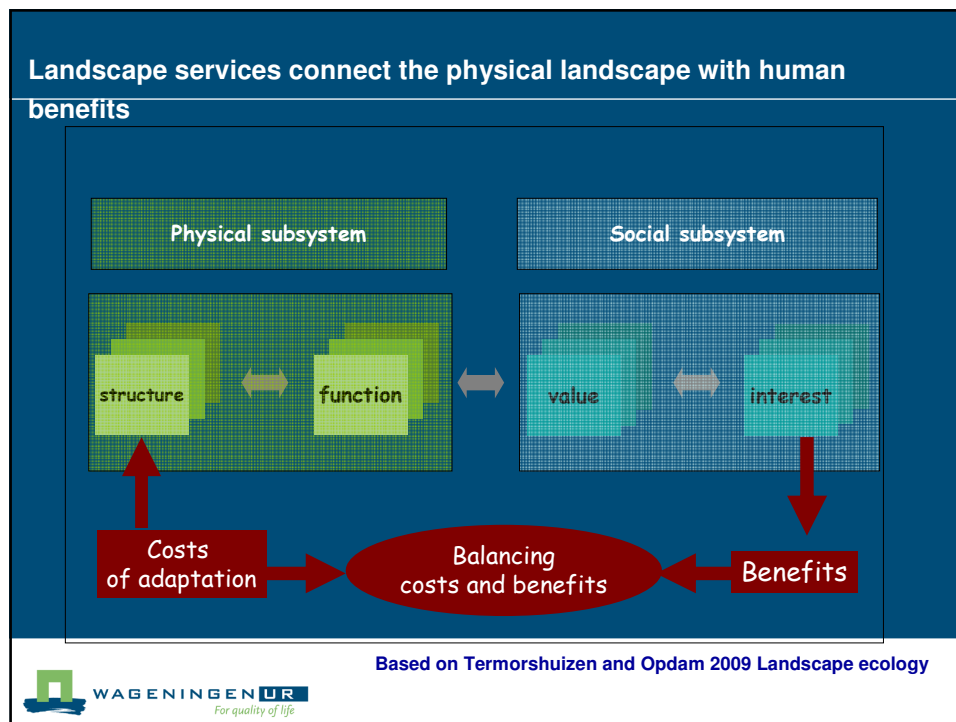 Landscape services connect the physical landscape with human
benefits
Physical subsystem
Social subsystem
structure
function
value
interest
Costs
of adaptation
Balancing
costs and benefits
Benefits
Based on Termorshuizen and Opdam 2009 Landscape ecology
WAGENINGEN UR
For quality of life